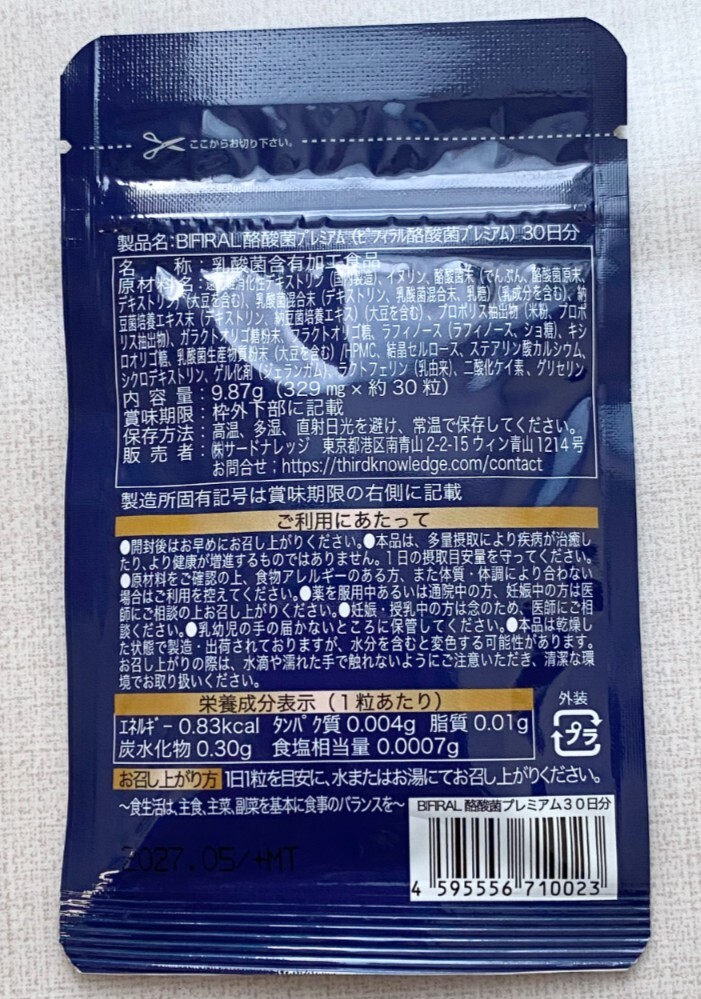 ここからお切り下さい。
製品名:BIFIRAL 酪酸菌プレミアム (ビフィラル酪酸菌プレミアム) 30日分
名 称:乳酸菌含有加工食品
原材料名:消化性デキストリン(国内製造)、イヌリン、酪酸菌末(でんぷん、酪酸菌原末、
デキストリン)(大豆を含む)、乳酸菌混合末(デキストリン、乳酸菌混合末、乳糖)(乳成分を含む)、納
豆菌培養エキス末(デキストリン、納豆菌培養エキス)(大豆を含む)、プロポリス抽出物(米粉、プロポ
リス抽出物)、ガラクトオリゴ糖粉末、フラクトオリゴ糖、ラフィノース(ラフィノース、ショ糖)、キシ
ロオリゴ糖、乳酸菌生産物質粉末(大豆を含む)/HPMC、結晶セルロース、ステアリン酸カルシウム、
シクロデキストリン、ゲル化剤(ジェランガム)、ラクトフェリン(乳由来)、二酸化ケイ素、グリセリン
内 容 量:9.87g(329㎎×約30粒)
賞味期限:枠外下部に記載
保存方法:高温、多湿、直射日光を避け、常温で保存してください。
販 売 者:㈱サードナレッジ 東京都港区南青山2-2-15 ウィン青山1214号
お問合せ;https://thirdknowledge.com/contact
製造所固有記号は賞味期限の右側に記載
ご利用にあたって
●開封後はお早めにお召し上がりください。●本品は、多量摂取により疾病が治癒し
たり、より健康が増進するものではありません。1日の摂取目安量を守ってください。
●原材料をご確認の上、食物アレルギーのある方、また体質・体調により合わない
場合はご利用を控えてください。●薬を服用中あるいは通院中の方、妊娠中の方は医
師にご相談の上お召し上がりください。●妊娠・授乳中の方は念のため、医師にご相
談ください。●乳幼児の手の届かないところに保管してください。●本品は乾燥し
た状態で製造・出荷されておりますが、水分を含むと変色する可能性があります。
お召し上がりの際は、水滴や濡れた手で触れないようにご注意いただき、清潔な環
境でお取り扱いください。
栄養成分表示(1粒あたり)
エネルギー 0.83kcal タンパク質 0.004g 脂質 0.01g
炭水化物 0.30g 食塩相当量 0.0007g
外装
プラ
お召し上がり方 1日1粒を目安に、水またはお湯にてお召し上がりください。
〜食生活は、主食、主菜、副菜を基本に食事のバランスを〜
BIFIRAL 酪酸菌プレミアム30日分
2027.05/+MT
4 595556 710023